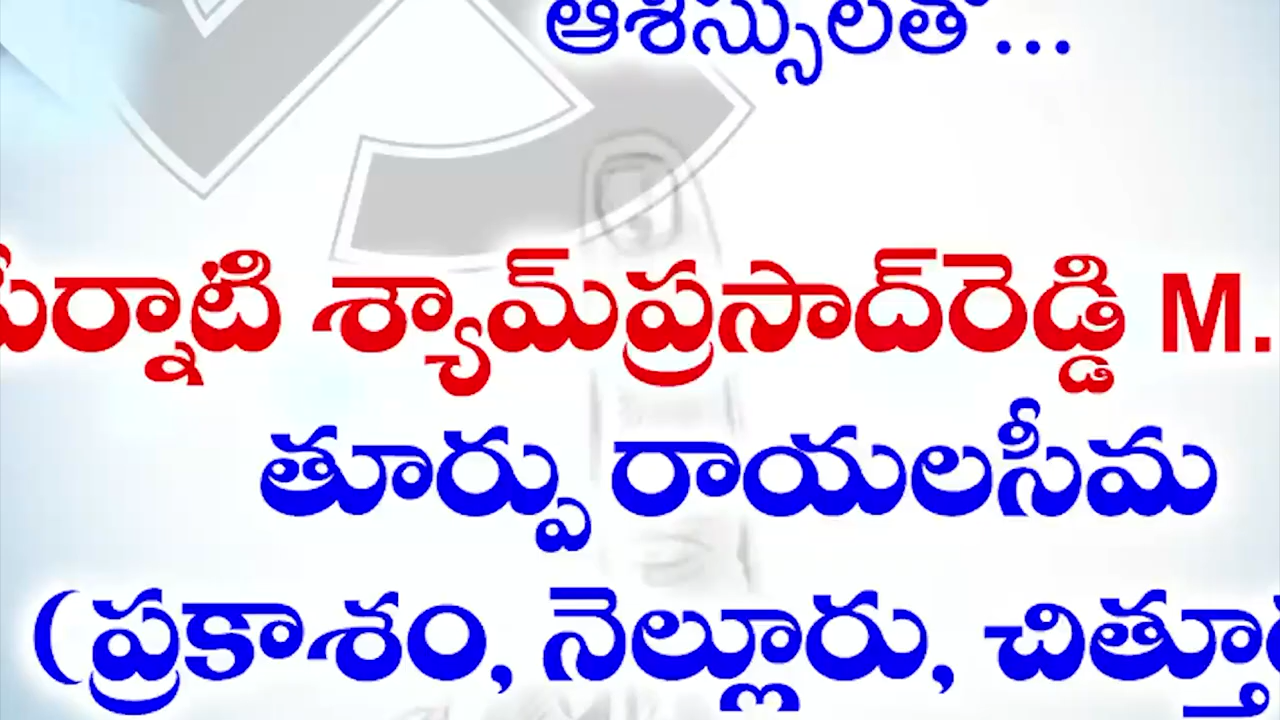 ఆశీస్సులతో...
పేర్నాటి శ్యామ్‌ప్రసాద్‌రెడ్డి M.
తూర్పు రాయలసీమ
(ప్రకాశం, నెల్లూరు,